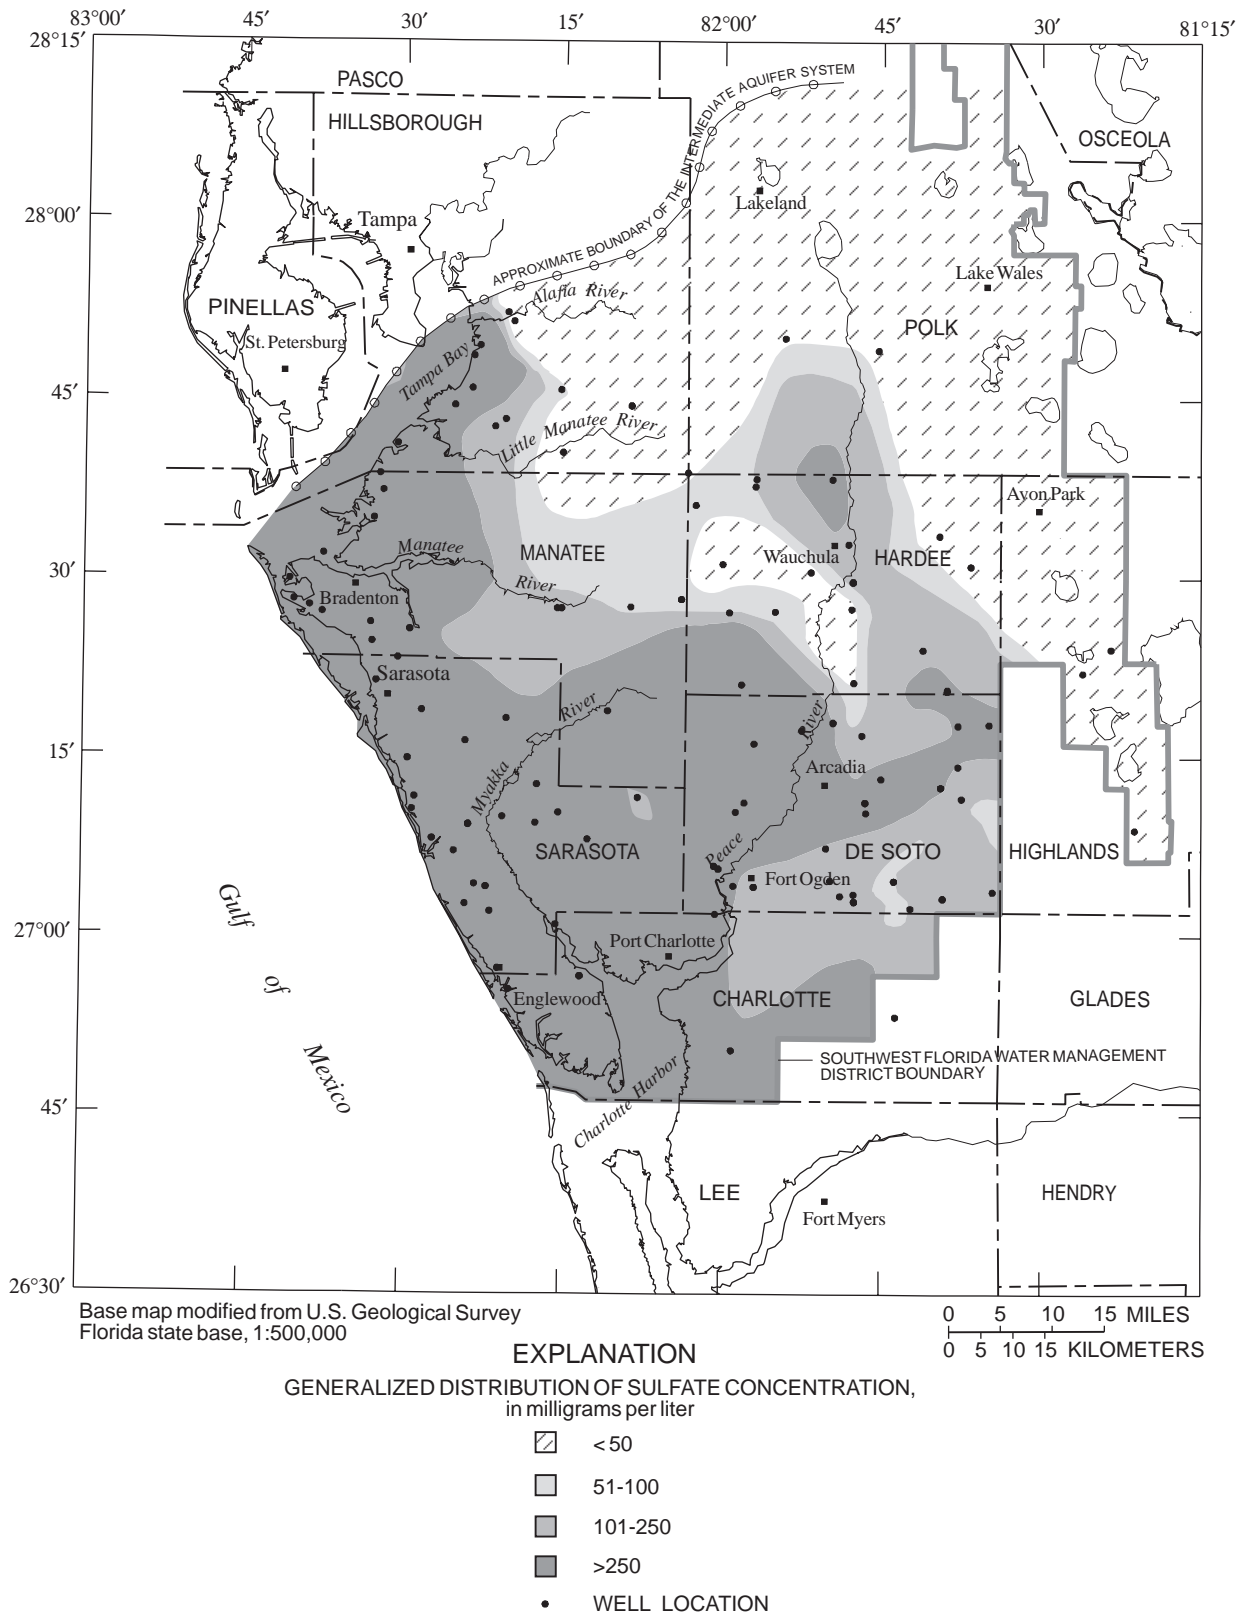 83°00′ 45′ 30′ 15′ 82°00′ 45′ 30′ 81°15′
28°15′
PASCO
HILLSBOROUGH
APPROXIMATE BOUNDARY OF THE INTERMEDIATE AQUIFER SYSTEM
OSCEOLA
Lakeland
28°00′
Tampa
Lake Wales
PINELLAS
Alafia River
POLK
St. Petersburg
Tampa Bay
45′
Little Manatee River
Avon Park
Manatee
River
MANATEE
Wauchula
HARDEE
30′
Bradenton
Sarasota
River
Myakka
River
Peace
15′
Arcadia
SARASOTA
DE SOTO
HIGHLANDS
Fort Ogden
Gulf
of
Mexico
27°00′
Port Charlotte
Englewood
CHARLOTTE
GLADES
SOUTHWEST FLORIDA WATER MANAGEMENT
DISTRICT BOUNDARY
Charlotte Harbor
45′
LEE
HENDRY
Fort Myers
26°30′
Base map modified from U.S. Geological Survey
Florida state base, 1:500,000
0 5 10 15 MILES
0 5 10 15 KILOMETERS
EXPLANATION
GENERALIZED DISTRIBUTION OF SULFATE CONCENTRATION,
in milligrams per liter
<50
51-100
101-250
>250
WELL LOCATION